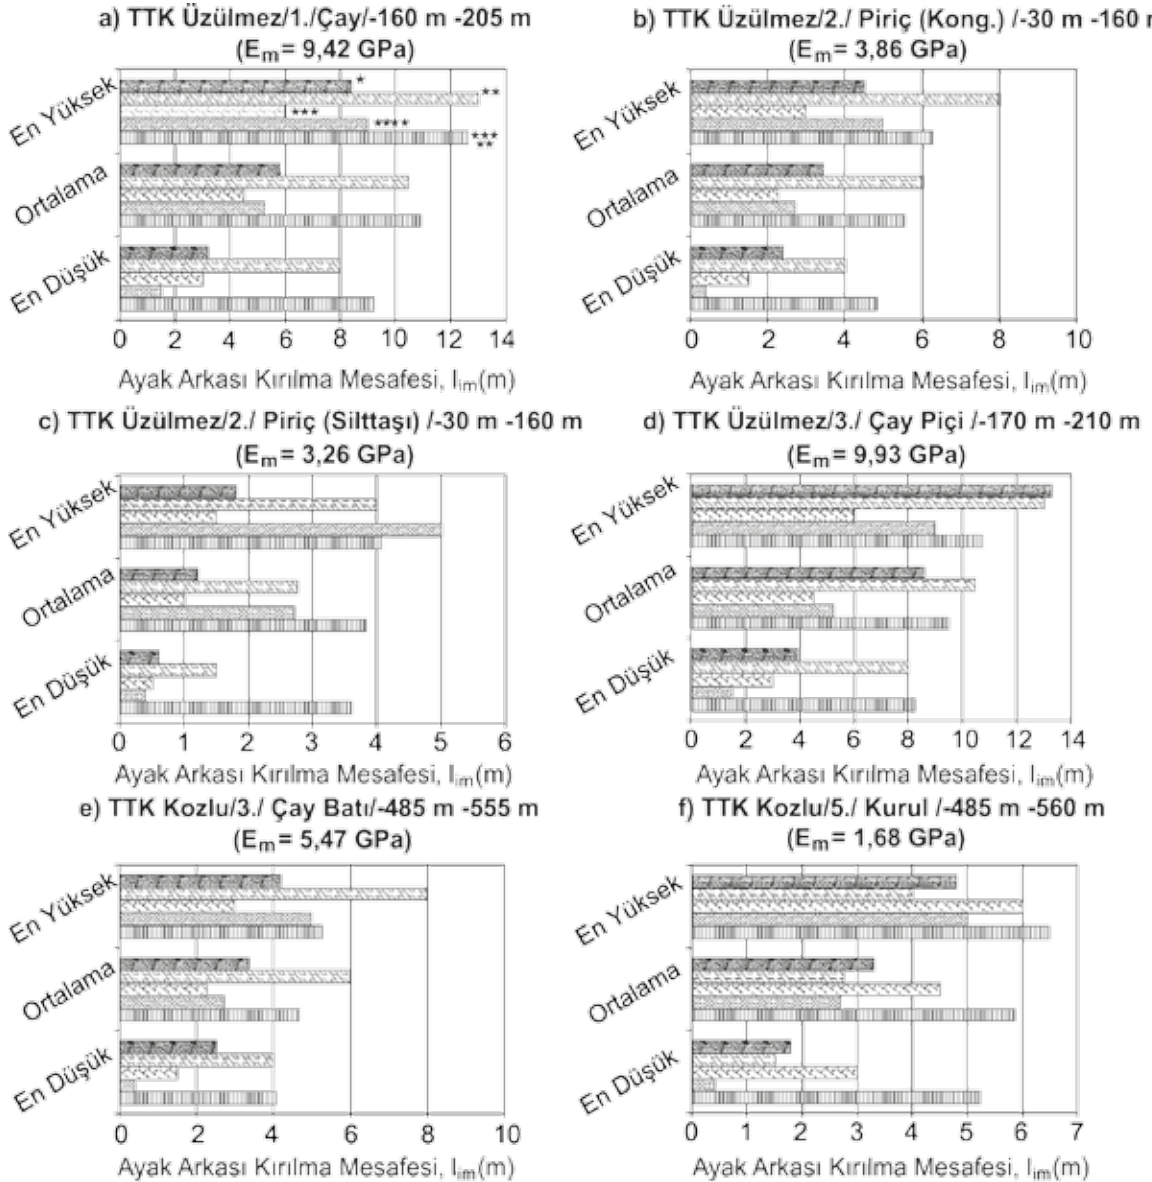 a) TTK Üzülmez/1./Çay/-160 m -205 m
(Em= 9,42 GPa)
En Yüksek
Ortalama
En Düşük
*
**
***
****
***
**
0 2 4 6 8 10 12 14
Ayak Arkası Kırılma Mesafesi, Iim(m)
b) TTK Üzülmez/2./ Piriç (Kong.) /-30 m -160 m
(Em= 3,86 GPa)
En Yüksek
Ortalama
En Düşük
0 2 4 6 8 10
Ayak Arkası Kırılma Mesafesi, Iim(m)
c) TTK Üzülmez/2./ Piriç (Silttaşı) /-30 m -160 m
(Em= 3,26 GPa)
En Yüksek
Ortalama
En Düşük
0 1 2 3 4 5 6
Ayak Arkası Kırılma Mesafesi, Iim(m)
d) TTK Üzülmez/3./ Çay Piçi /-170 m -210 m
(Em= 9,93 GPa)
En Yüksek
Ortalama
En Düşük
0 2 4 6 8 10 12 14
Ayak Arkası Kırılma Mesafesi, Iim(m)
e) TTK Kozlu/3./ Çay Batı/-485 m -555 m
(Em= 5,47 GPa)
En Yüksek
Ortalama
En Düşük
0 2 4 6 8 10
Ayak Arkası Kırılma Mesafesi, Iim(m)
f) TTK Kozlu/5./ Kurul /-485 m -560 m
(Em= 1,68 GPa)
En Yüksek
Ortalama
En Düşük
0 1 2 3 4 5 6 7
Ayak Arkası Kırılma Mesafesi, Iim(m)